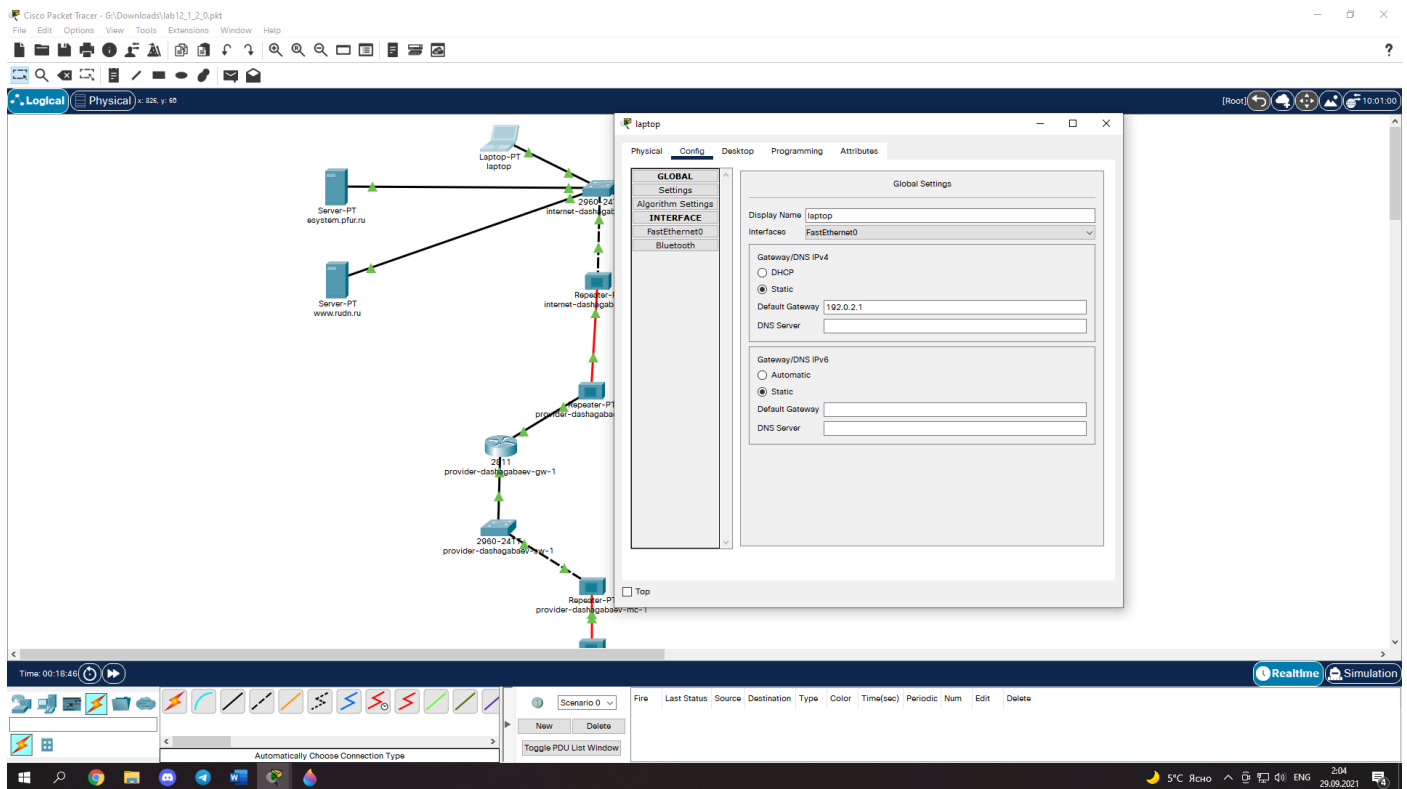 Cisco Packet Tracer - G:\Downloads\lab12_1_2_0.pkt
File Edit Options View Tools Extensions Window Help
?
Logical Physical x: 826, y: 60 [Root] 10:01:00
Laptop-PT
laptop
Server-PT
esystem.pfur.ru
2960-24T
internet-dashagab
Server-PT
www.rudn.ru
Repeater-P
internet-dashagab
Repeater-PT
provider-dashagabae
2811
provider-dashagabaev-gw-1
2960-24TT
provider-dashagabaev-sw-1
Repeater-PT
provider-dashagabaev-mc-1
laptop
Physical Config Desktop Programming Attributes
GLOBAL
Settings
Algorithm Settings
INTERFACE
FastEthernet0
Bluetooth
Global Settings
Display Name laptop
Interfaces FastEthernet0
Gateway/DNS IPv4
DHCP
Static
Default Gateway 192.0.2.1
DNS Server
Gateway/DNS IPv6
Automatic
Static
Default Gateway
DNS Server
Top
Time: 00:18:46 Realtime Simulation
Scenario 0
New Delete
Toggle PDU List Window
Fire Last Status Source Destination Type Color Time(sec) Periodic Num Edit Delete
Automatically Choose Connection Type
5°C Ясно ENG 2:04
29.09.2021
4